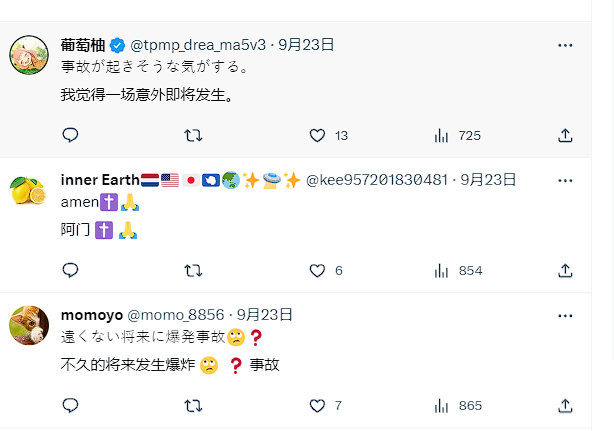 葡萄柚 @tpmp_drea_ma5v3 · 9月23日
事故が起きそうな気がする。
我觉得一场意外即将发生。
13 725
inner Earth🇳🇱🇺🇸🇯🇵🇦🇶🌏✨🛸✨ @kee957201830481 · 9月23日
amen✝️🙏
阿门 ✝️ 🙏
6 854
momoyo @momo_8856 · 9月23日
遠くない将来に爆発事故🙄❓
不久的将来发生爆炸 🙄 ❓ 事故
7 865